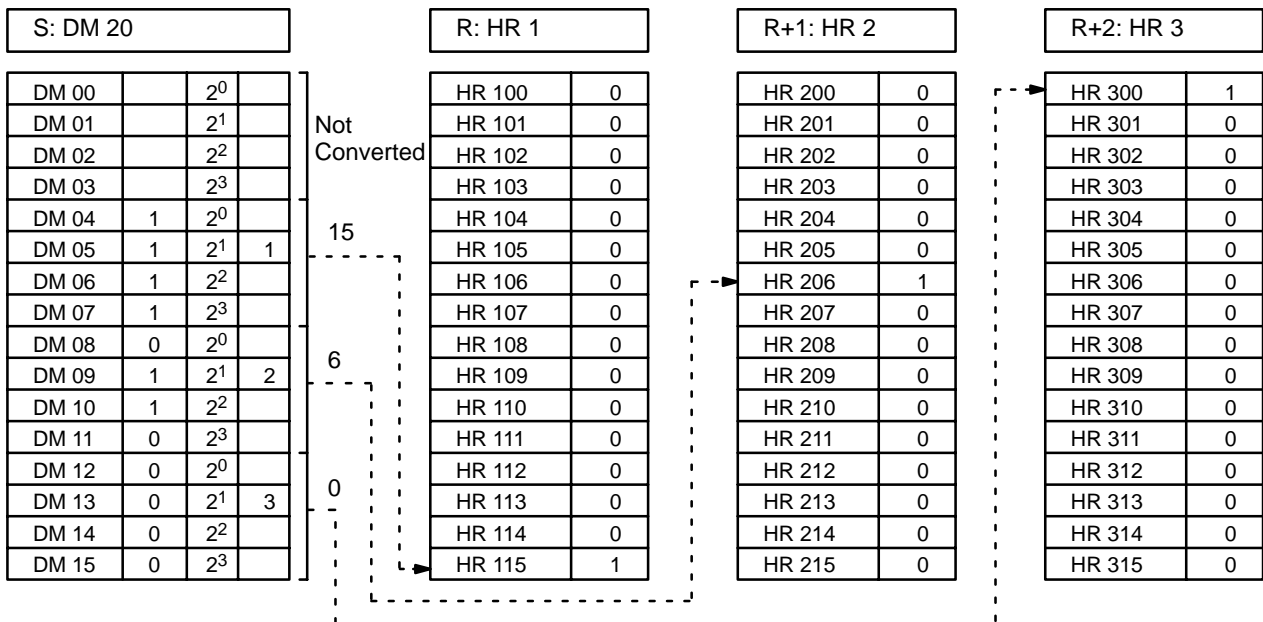 S: DM 20 R: HR 1 R+1: HR 2 R+2: HR 3
DM 00 2⁰ HR 100 0 HR 200 0 HR 300 1
DM 01 2¹ Not HR 101 0 HR 201 0 HR 301 0
DM 02 2² Converted HR 102 0 HR 202 0 HR 302 0
DM 03 2³ HR 103 0 HR 203 0 HR 303 0
DM 04 1 2⁰ HR 104 0 HR 204 0 HR 304 0
15
DM 05 1 2¹ 1 HR 105 0 HR 205 0 HR 305 0
DM 06 1 2² HR 106 0 HR 206 1 HR 306 0
DM 07 1 2³ HR 107 0 HR 207 0 HR 307 0
DM 08 0 2⁰ HR 108 0 HR 208 0 HR 308 0
6
DM 09 1 2¹ 2 HR 109 0 HR 209 0 HR 309 0
DM 10 1 2² HR 110 0 HR 210 0 HR 310 0
DM 11 0 2³ HR 111 0 HR 211 0 HR 311 0
DM 12 0 2⁰ HR 112 0 HR 212 0 HR 312 0
0
DM 13 0 2¹ 3 HR 113 0 HR 213 0 HR 313 0
DM 14 0 2² HR 114 0 HR 214 0 HR 314 0
DM 15 0 2³ HR 115 1 HR 215 0 HR 315 0